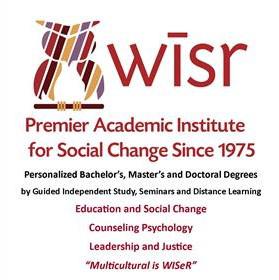 wīsr
Premier Academic Institute
for Social Change Since 1975
Personalized Bachelor's, Master's and Doctoral Degrees
by Guided Independent Study, Seminars and Distance Learning
Education and Social Change
Counseling Psychology
Leadership and Justice
"Multicultural is WISeR"